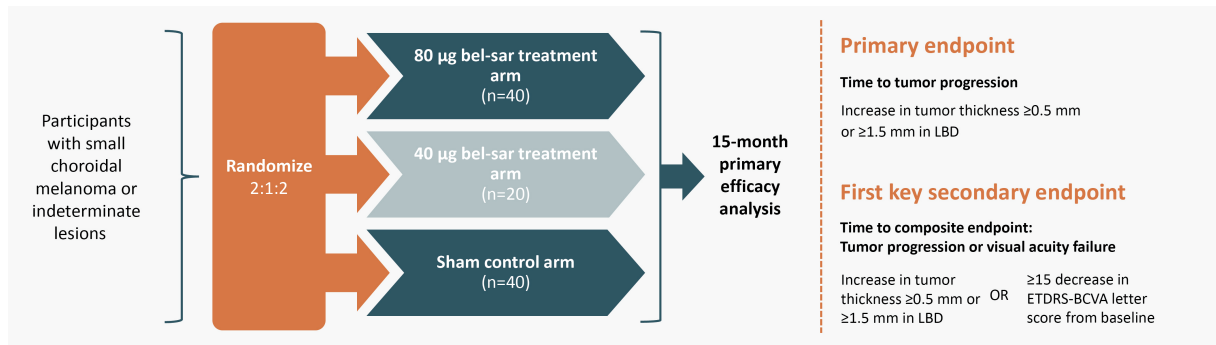 Participants
with small
choroidal
melanoma or
indeterminate
lesions
Randomize
2:1:2
80 µg bel-sar treatment
arm
(n=40)
40 µg bel-sar treatment
arm
(n=20)
Sham control arm
(n=40)
15-month
primary
efficacy
analysis
Primary endpoint
Time to tumor progression
Increase in tumor thickness ≥0.5 mm
or ≥1.5 mm in LBD
First key secondary endpoint
Time to composite endpoint:
Tumor progression or visual acuity failure
Increase in tumor
thickness ≥0.5 mm or
≥1.5 mm in LBD
OR
≥15 decrease in
ETDRS-BCVA letter
score from baseline